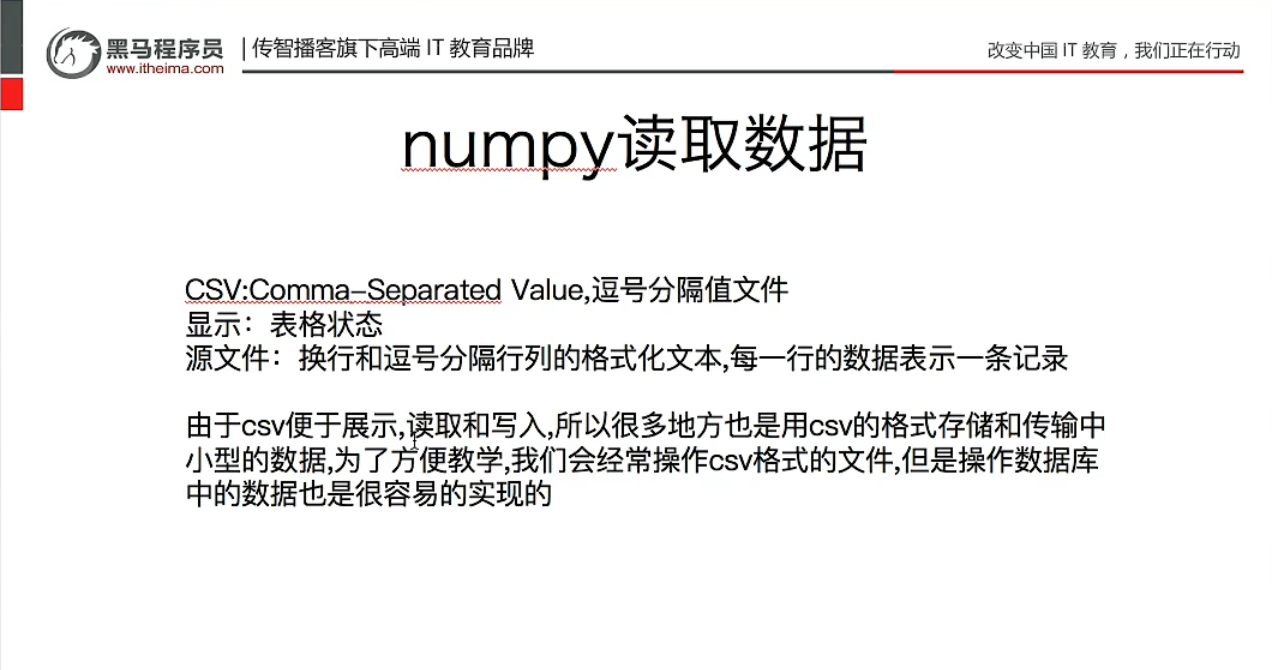 黑马程序员 | 传智播客旗下高端 IT 教育品牌
www.itheima.com
改变中国 IT 教育，我们正在行动
numpy读取数据
CSV:Comma-Separated Value,逗号分隔值文件
显示：表格状态
源文件：换行和逗号分隔行列的格式化文本,每一行的数据表示一条记录
由于csv便于展示,读取和写入,所以很多地方也是用csv的格式存储和传输中
小型的数据,为了方便教学,我们会经常操作csv格式的文件,但是操作数据库
中的数据也是很容易的实现的